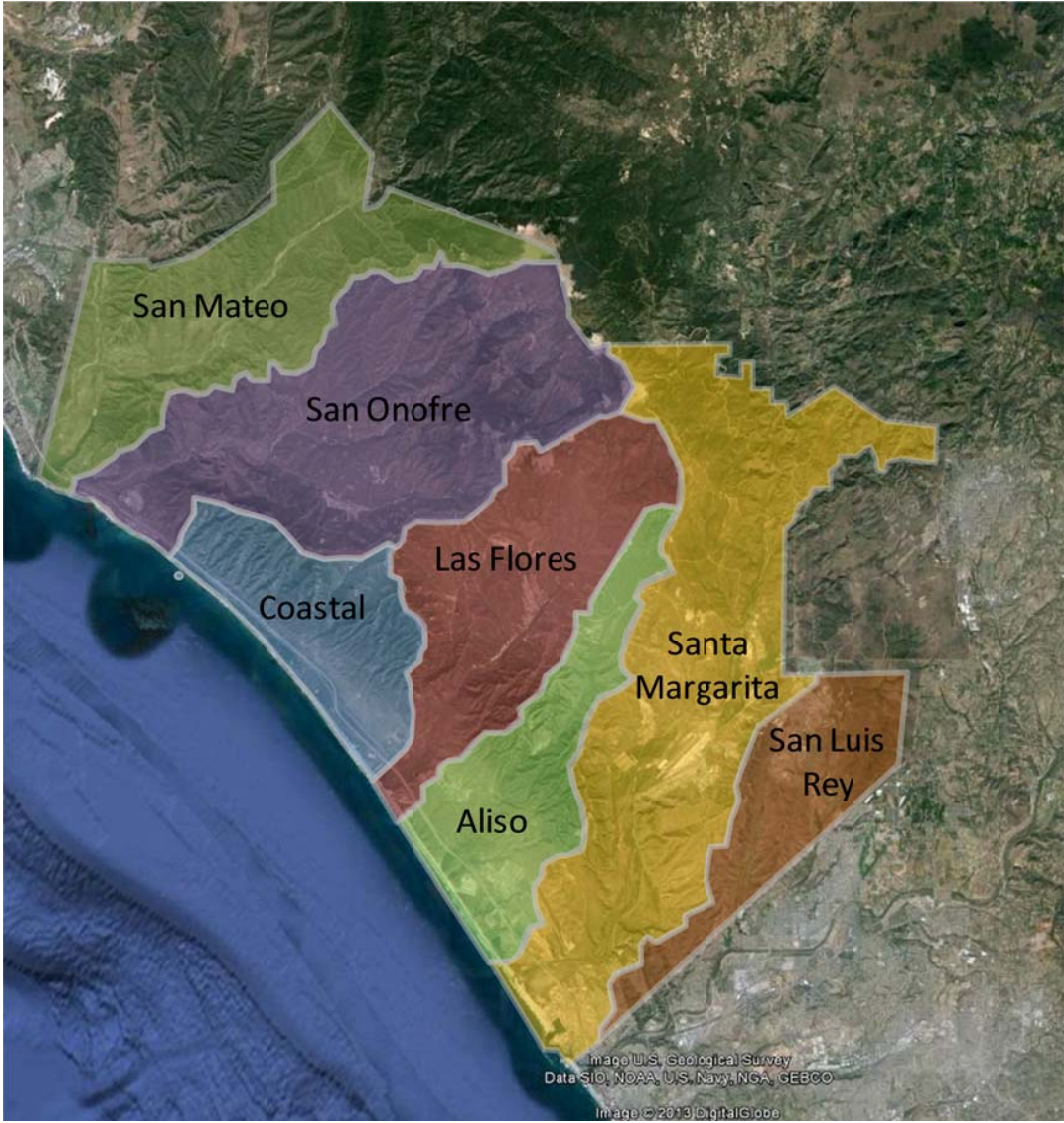 San Mateo
San Onofre
Las Flores
Coastal
Santa
Margarita
San Luis
Rey
Aliso
Image U.S. Geological Survey
Data SIO, NOAA, U.S. Navy, NGA, GEBCO
Image © 2013 DigitalGlobe